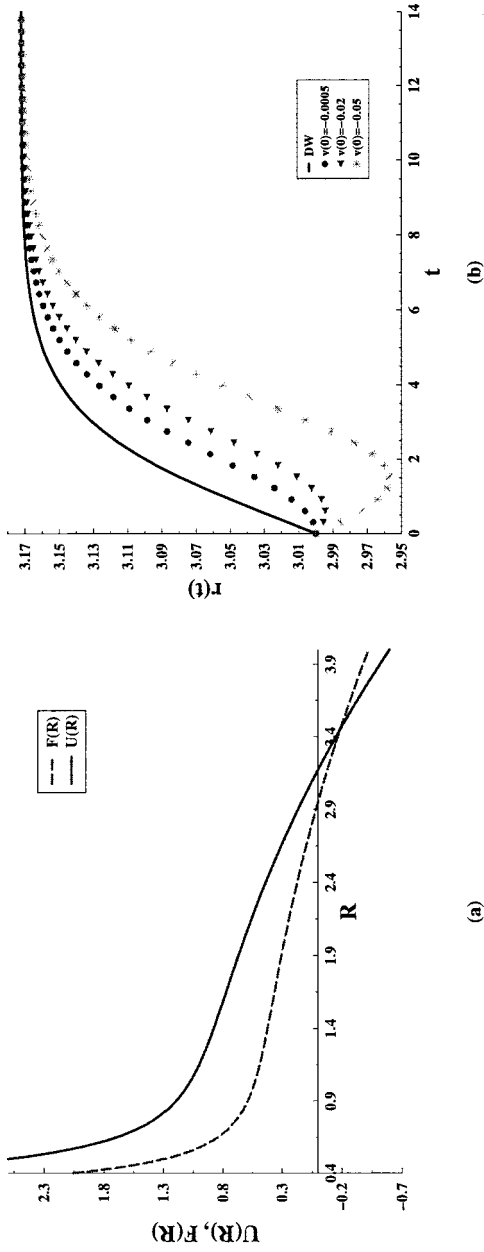 U(R), F(R)
2.3
1.8
1.3
0.8
0.3
-0.2
-0.7
0.4
0.9
1.4
1.9
2.4
2.9
3.4
3.9
R
F(R)
U(R)
(a)
r(t)
3.17
3.15
3.13
3.11
3.09
3.07
3.05
3.03
3.01
2.99
2.97
2.95
0
2
4
6
8
10
12
14
t
DW
v(0)=-0.0005
v(0)=-0.02
v(0)=-0.05
(b)